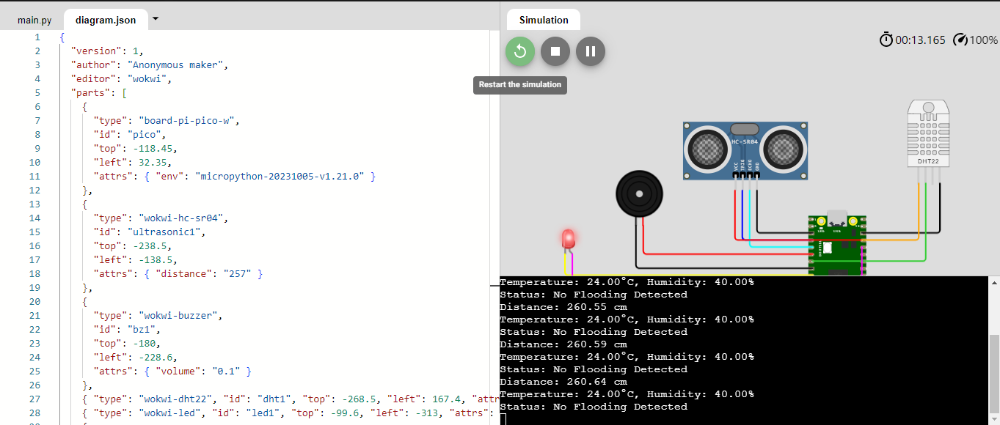 main.py diagram.json
1 {
2 "version": 1,
3 "author": "Anonymous maker",
4 "editor": "wokwi",
5 "parts": [
6 {
7 "type": "board-pi-pico-w",
8 "id": "pico",
9 "top": -118.45,
10 "left": 32.35,
11 "attrs": { "env": "micropython-20231005-v1.21.0" }
12 },
13 {
14 "type": "wokwi-hc-sr04",
15 "id": "ultrasonic1",
16 "top": -238.5,
17 "left": -138.5,
18 "attrs": { "distance": "257" }
19 },
20 {
21 "type": "wokwi-buzzer",
22 "id": "bz1",
23 "top": -180,
24 "left": -228.6,
25 "attrs": { "volume": "0.1" }
26 },
27 { "type": "wokwi-dht22", "id": "dht1", "top": -268.5, "left": 167.4, "attr
28 { "type": "wokwi-led", "id": "led1", "top": -99.6, "left": -313, "attrs":
Simulation
00:13.165 100%
Restart the simulation
HC-SR04
VCC
TRIG
ECHO
GND
DHT22
LED USB
Temperature: 24.00°C, Humidity: 40.00%
Status: No Flooding Detected
Distance: 260.55 cm
Temperature: 24.00°C, Humidity: 40.00%
Status: No Flooding Detected
Distance: 260.59 cm
Temperature: 24.00°C, Humidity: 40.00%
Status: No Flooding Detected
Distance: 260.64 cm
Temperature: 24.00°C, Humidity: 40.00%
Status: No Flooding Detected